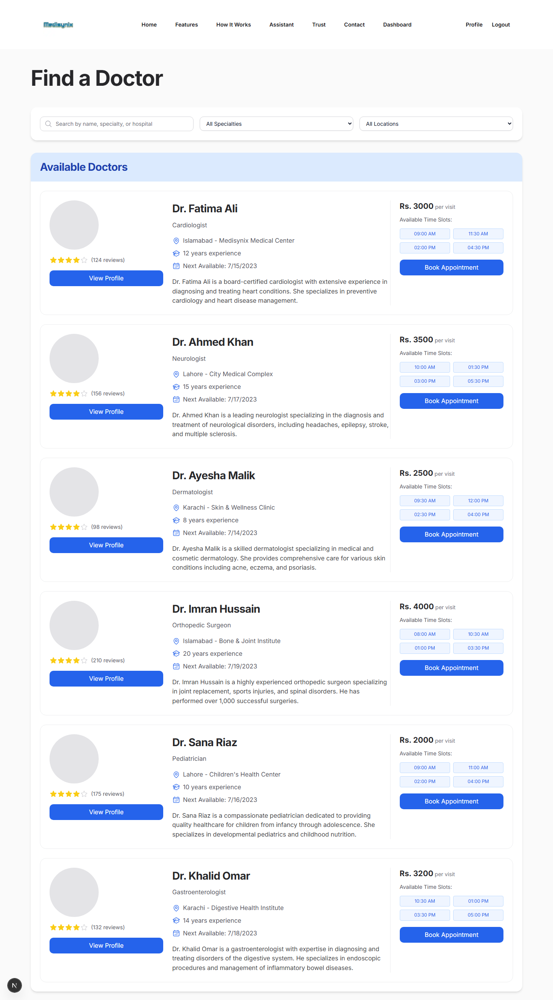 Medisynix
Home
Features
How It Works
Assistant
Trust
Contact
Dashboard
Profile
Logout
Find a Doctor
Search by name, specialty, or hospital
All Specialties
All Locations
Available Doctors
(124 reviews)
View Profile
Dr. Fatima Ali
Cardiologist
Islamabad - Medisynix Medical Center
12 years experience
Next Available: 7/15/2023
Dr. Fatima Ali is a board-certified cardiologist with extensive experience in
diagnosing and treating heart conditions. She specializes in preventive
cardiology and heart disease management.
Rs. 3000 per visit
Available Time Slots:
09:00 AM
11:30 AM
02:00 PM
04:30 PM
Book Appointment
(156 reviews)
View Profile
Dr. Ahmed Khan
Neurologist
Lahore - City Medical Complex
15 years experience
Next Available: 7/17/2023
Dr. Ahmed Khan is a leading neurologist specializing in the diagnosis and
treatment of neurological disorders, including headaches, epilepsy, stroke,
and multiple sclerosis.
Rs. 3500 per visit
Available Time Slots:
10:00 AM
01:30 PM
03:00 PM
05:30 PM
Book Appointment
(98 reviews)
View Profile
Dr. Ayesha Malik
Dermatologist
Karachi - Skin & Wellness Clinic
8 years experience
Next Available: 7/14/2023
Dr. Ayesha Malik is a skilled dermatologist specializing in medical and
cosmetic dermatology. She provides comprehensive care for various skin
conditions including acne, eczema, and psoriasis.
Rs. 2500 per visit
Available Time Slots:
09:30 AM
12:00 PM
02:30 PM
04:00 PM
Book Appointment
(210 reviews)
View Profile
Dr. Imran Hussain
Orthopedic Surgeon
Islamabad - Bone & Joint Institute
20 years experience
Next Available: 7/19/2023
Dr. Imran Hussain is a highly experienced orthopedic surgeon specializing
in joint replacement, sports injuries, and spinal disorders. He has
performed over 1,000 successful surgeries.
Rs. 4000 per visit
Available Time Slots:
08:00 AM
10:30 AM
01:00 PM
03:30 PM
Book Appointment
(175 reviews)
View Profile
Dr. Sana Riaz
Pediatrician
Lahore - Children's Health Center
10 years experience
Next Available: 7/16/2023
Dr. Sana Riaz is a compassionate pediatrician dedicated to providing
quality healthcare for children from infancy through adolescence. She
specializes in developmental pediatrics and childhood nutrition.
Rs. 2000 per visit
Available Time Slots:
09:00 AM
11:00 AM
02:00 PM
04:00 PM
Book Appointment
(132 reviews)
View Profile
Dr. Khalid Omar
Gastroenterologist
Karachi - Digestive Health Institute
14 years experience
Next Available: 7/18/2023
Dr. Khalid Omar is a gastroenterologist with expertise in diagnosing and
treating disorders of the digestive system. He specializes in endoscopic
procedures and management of inflammatory bowel diseases.
Rs. 3200 per visit
Available Time Slots:
10:30 AM
01:00 PM
03:30 PM
05:00 PM
Book Appointment
N